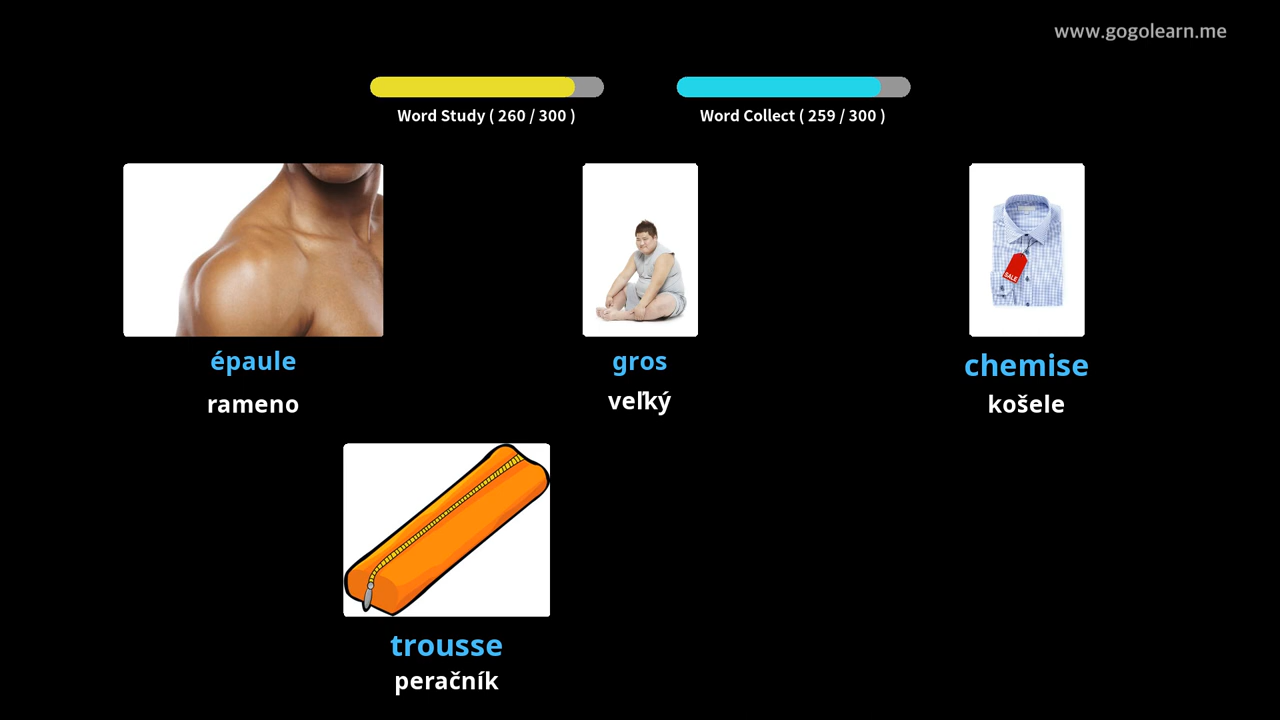 www.gogolearn.me
Word Study ( 260 / 300 )
Word Collect ( 259 / 300 )
SALE
épaule
gros
chemise
rameno
veľký
košele
trousse
peračník